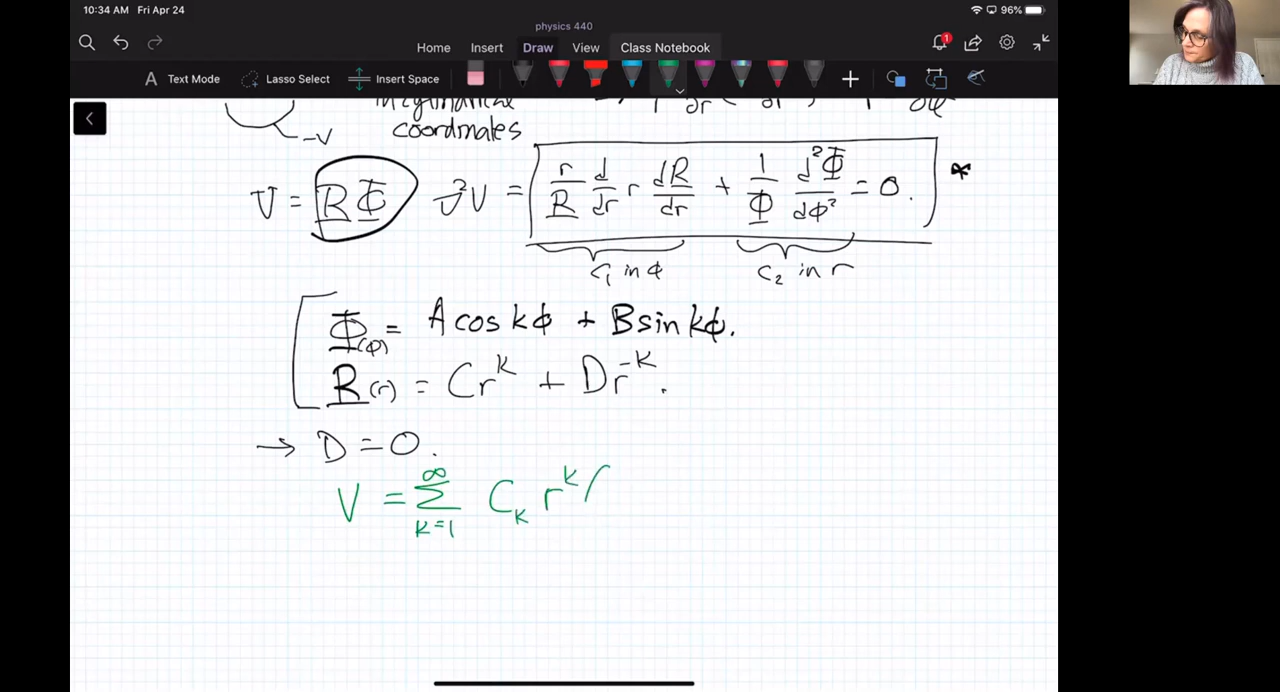 10:34 AM Fri Apr 24
96%
physics 440
Home Insert Draw View Class Notebook
1
Text Mode Lasso Select Insert Space
-V
coordinates
V = RΦ ∇²V = [ r/R d/dr r dR/dr + 1/Φ d²Φ/dϕ² = 0. ] *
C₁ in ϕ C₂ in r
Φ(ϕ) = A cos kϕ + B sin kϕ.
R(r) = Cr^k + Dr^-k.
→ D = 0.
V = ∑_{k=1}^{∞} C_k r^k (